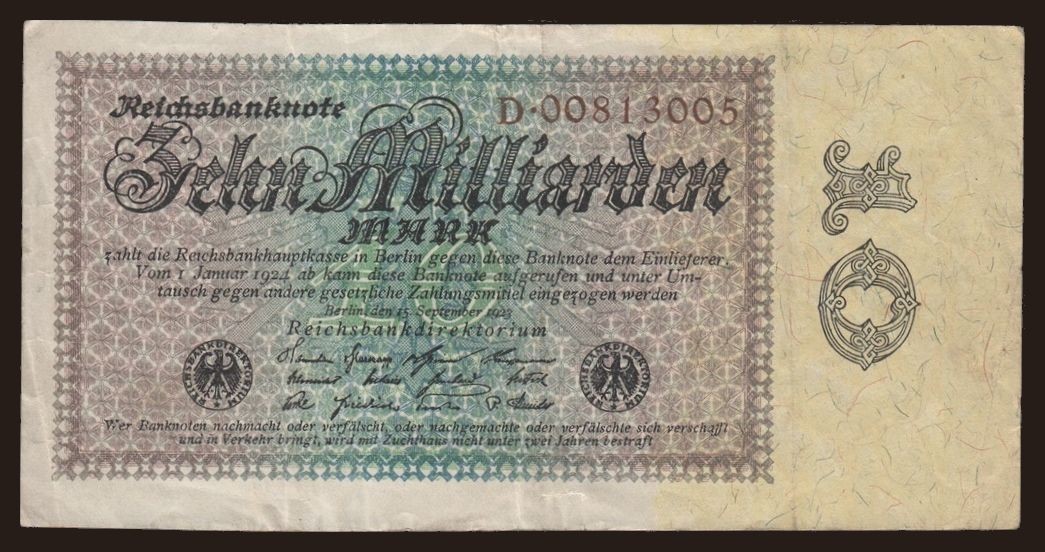 Reichsbanknote
D·00813005
Zehn Milliarden
MARK
zahlt die Reichsbankhauptkasse in Berlin gegen diese Banknote dem Einlieferer.
Vom 1 Januar 1924 ab kann diese Banknote aufgerufen und unter Um-
tausch gegen andere gesetzliche Zahlungsmittel eingezogen werden
Berlin, den 15. September 1923
Reichsbankdirektorium
REICHSBANKDIREKTORIUM
REICHSBANKDIREKTORIUM
Wer Banknoten nachmacht oder verfälscht, oder nachgemachte oder verfälschte sich verschafft
und in Verkehr bringt, wird mit Zuchthaus nicht unter zwei Jahren bestraft
10